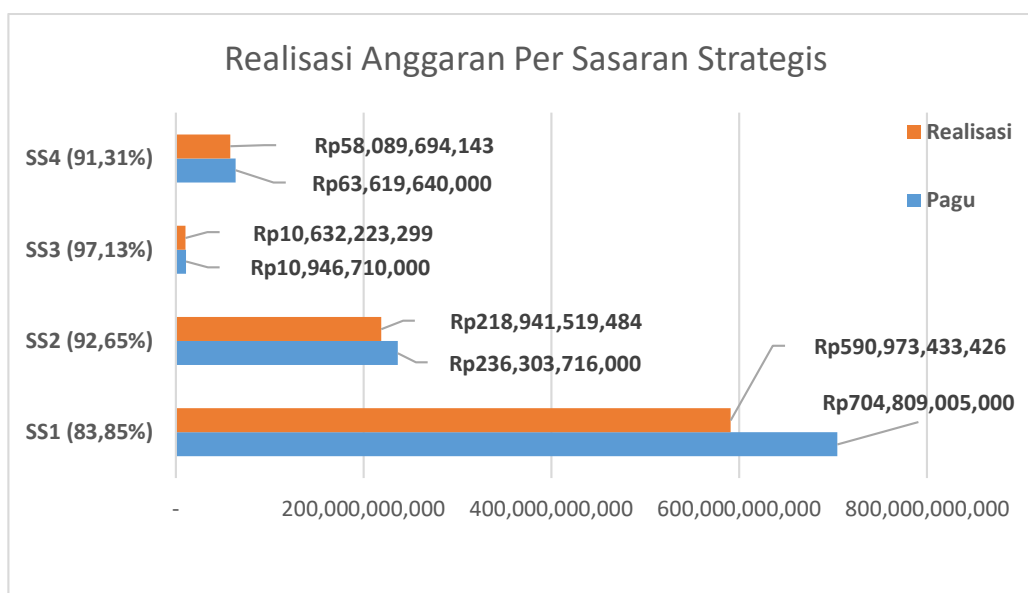 Realisasi Anggaran Per Sasaran Strategis
Realisasi
Pagu
SS4 (91,31%)
Rp58,089,694,143
Rp63,619,640,000
SS3 (97,13%)
Rp10,632,223,299
Rp10,946,710,000
SS2 (92,65%)
Rp218,941,519,484
Rp236,303,716,000
SS1 (83,85%)
Rp590,973,433,426
Rp704,809,005,000
- 200,000,000,000 400,000,000,000 600,000,000,000 800,000,000,000